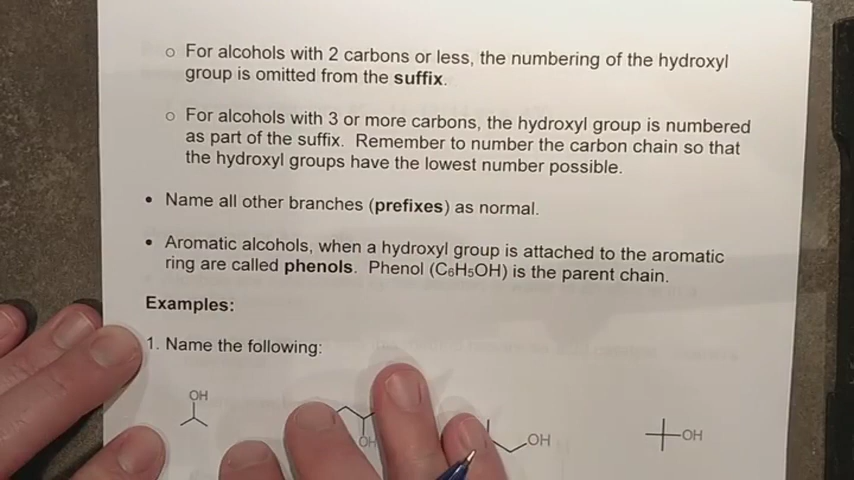 ○ For alcohols with 2 carbons or less, the numbering of the hydroxyl
group is omitted from the suffix.
○ For alcohols with 3 or more carbons, the hydroxyl group is numbered
as part of the suffix. Remember to number the carbon chain so that
the hydroxyl groups have the lowest number possible.
• Name all other branches (prefixes) as normal.
• Aromatic alcohols, when a hydroxyl group is attached to the aromatic
ring are called phenols. Phenol (C₆H₅OH) is the parent chain.
Examples:
1. Name the following:
OH
OH
OH
OH